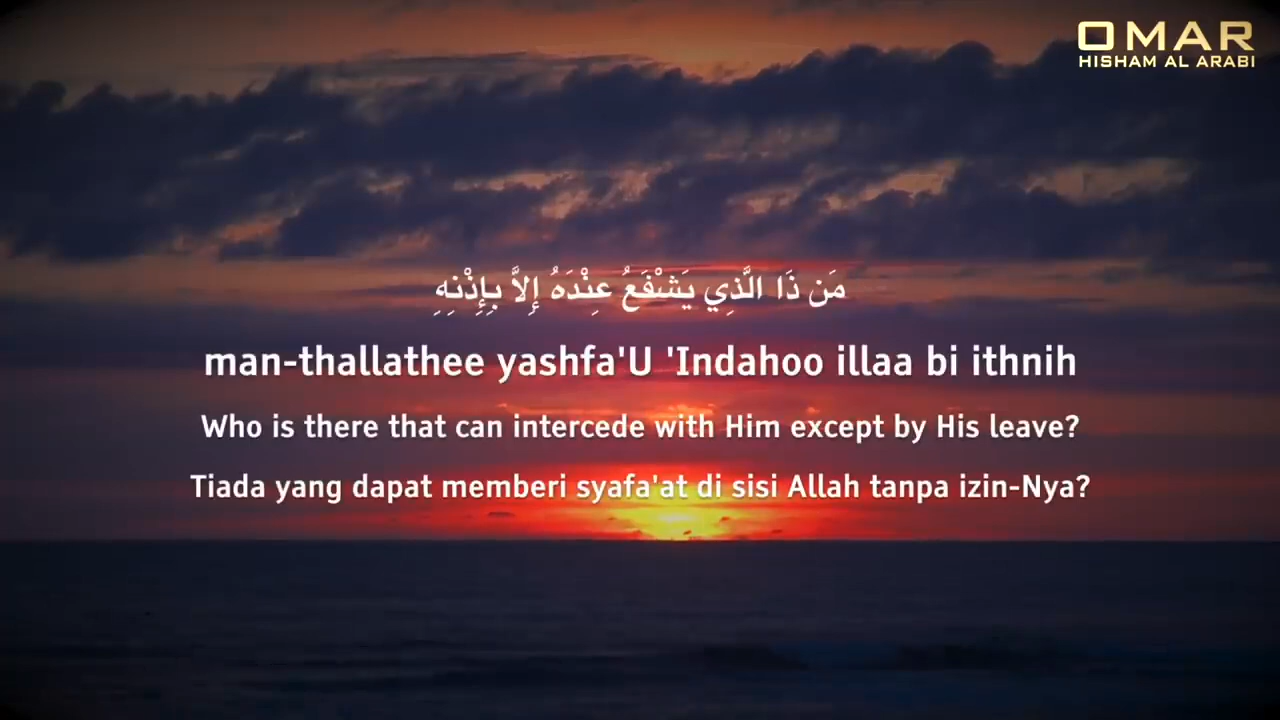 OMAR
HISHAM AL ARABI
مَن ذَا الَّذِي يَشْفَعُ عِنْدَهُ إِلاَّ بِإِذْنِهِ
man-thallathee yashfa'U 'Indahoo illaa bi ithnih
Who is there that can intercede with Him except by His leave?
Tiada yang dapat memberi syafa'at di sisi Allah tanpa izin-Nya?